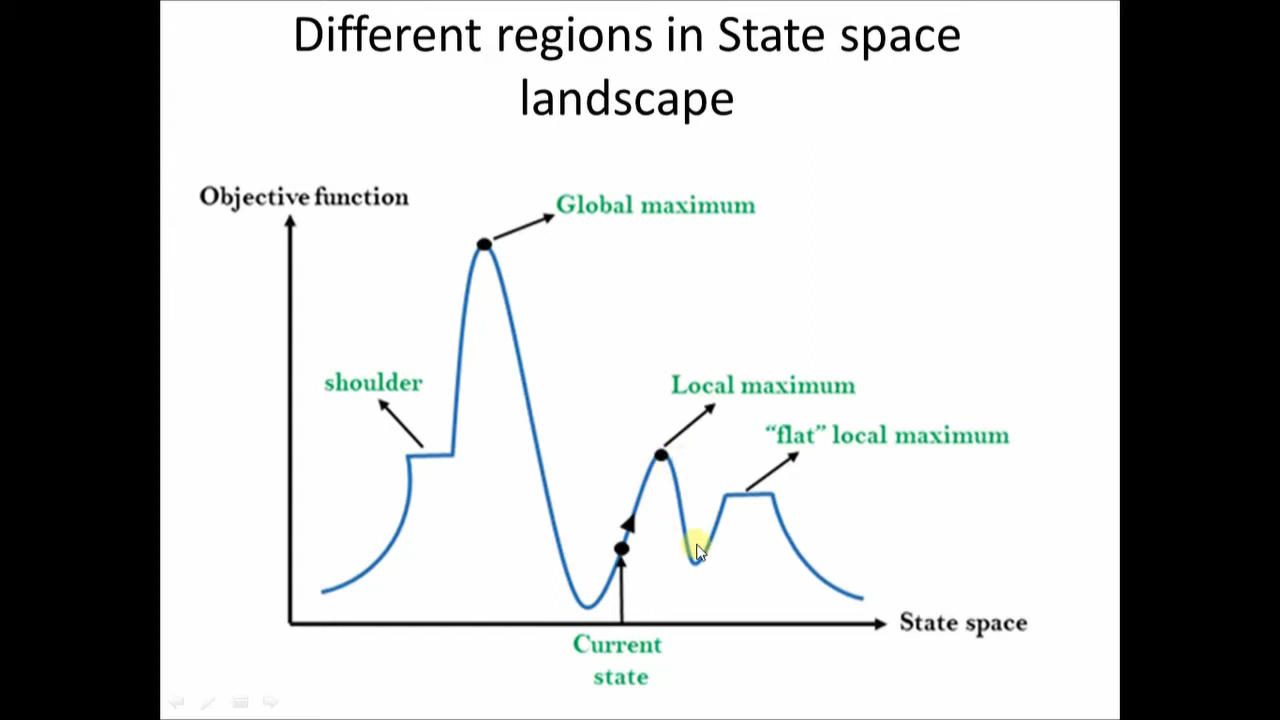 Different regions in State space
landscape
Objective function
Global maximum
shoulder
Local maximum
“flat” local maximum
State space
Current
state